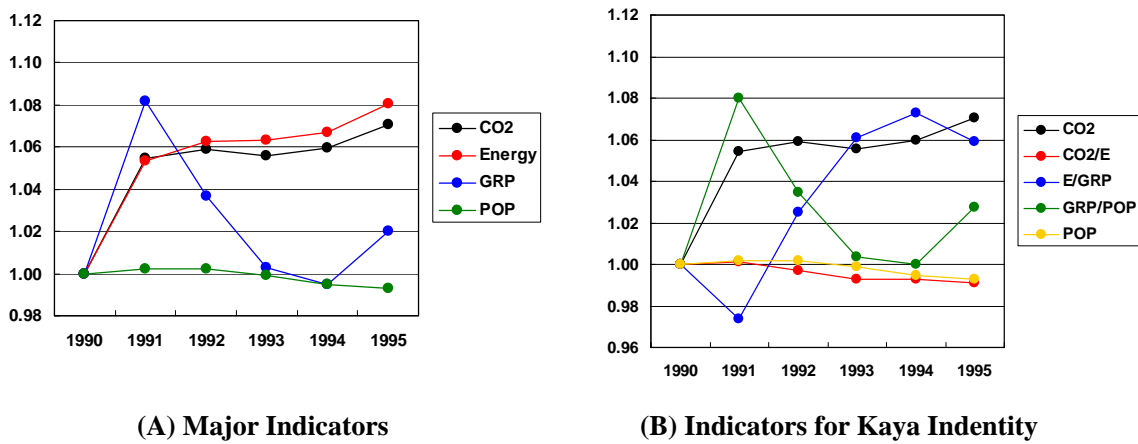 1.12
1.10
1.08
1.06
1.04
1.02
1.00
0.98
1990 1991 1992 1993 1994 1995
CO2
Energy
GRP
POP
(A) Major Indicators
1.12
1.10
1.08
1.06
1.04
1.02
1.00
0.98
0.96
1990 1991 1992 1993 1994 1995
CO2
CO2/E
E/GRP
GRP/POP
POP
(B) Indicators for Kaya Indentity